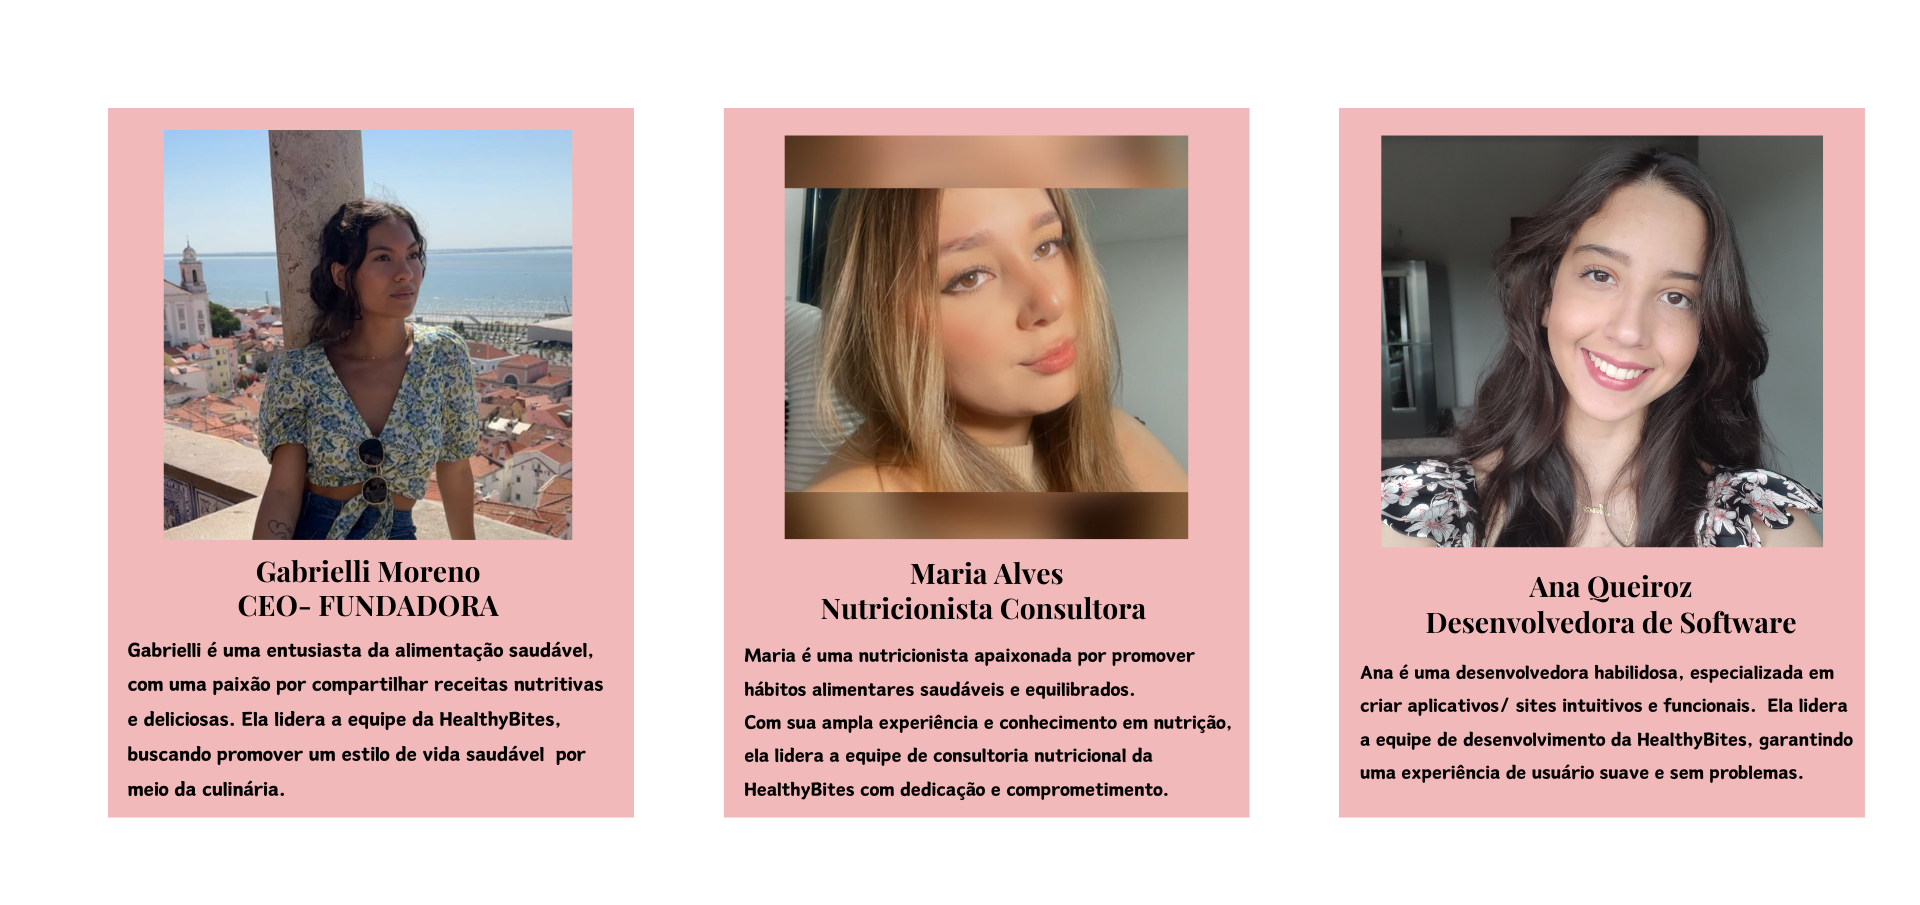 Gabrielli Moreno
CEO- FUNDADORA
Gabrielli é uma entusiasta da alimentação saudável,
com uma paixão por compartilhar receitas nutritivas
e deliciosas. Ela lidera a equipe da HealthyBites,
buscando promover um estilo de vida saudável  por
meio da culinária.
Maria Alves
Nutricionista Consultora
Maria é uma nutricionista apaixonada por promover
hábitos alimentares saudáveis e equilibrados.
Com sua ampla experiência e conhecimento em nutrição,
ela lidera a equipe de consultoria nutricional da
HealthyBites com dedicação e comprometimento.
Ana Queiroz
Desenvolvedora de Software
Ana é uma desenvolvedora habilidosa, especializada em
criar aplicativos/ sites intuitivos e funcionais.  Ela lidera
a equipe de desenvolvimento da HealthyBites, garantindo
uma experiência de usuário suave e sem problemas.